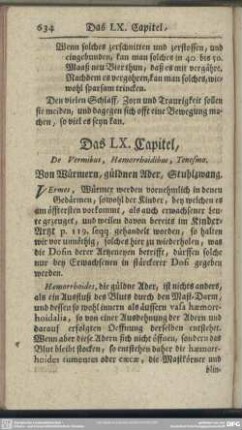 634 Das LX. Capitel,
Wenn solches zerschnitten und zerstossen, und
eingebunden, kan man solches in 40. bis 50.
Maaß neu Bier thun, daß es mit vergähre.
Nachdem es vergohren, kan man solches, wie-
wohl sparsam trincken.
Den vielen Schlaff, Zorn und Traurigkeit sollen
sie meiden, und dagegen sich offt eine Bewegung ma-
chen, so viel es seyn kan.
Das LX. Capitel,
De Vermibus, Hæmorrhoidibus, Tenesmo.
Von Würmern, güldnen Ader, Stuhlzwang.
Vermes, Würmer werden vornehmlich in denen
Gedärmen, sowohl der Kinder, bey welchen es
am öfftersten vorkommt, als auch erwachsener Leu-
te gezeuget, und weilen davon bereits im Kinder-
Artzt p. 119. sqq. gehandelt worden, so halten
wir vor unnöthig, solches hier zu wiederholen, was
die Dosin derer Artzeneyen betrifft, dürffen solche
nur bey Erwachsenen in stärckerer Dosi gegeben
werden.
Hæmorrhoides, die güldne Ader, ist nichts anders,
als ein Ausfluß des Bluts durch den Mast-Darm,
und dessen so wohl innern als äussern vasa hæmorr-
hoidalia, so von einer Ausdehnung der Adern und
darauf erfolgten Oeffnung derselben entstehet.
Wenn aber diese Adern sich nicht öffnen, sondern das
Blut bleibt stocken, so entstehen daher die hæmorr-
hoides tumentes oder cœcæ, die Mastkörner und
blin-